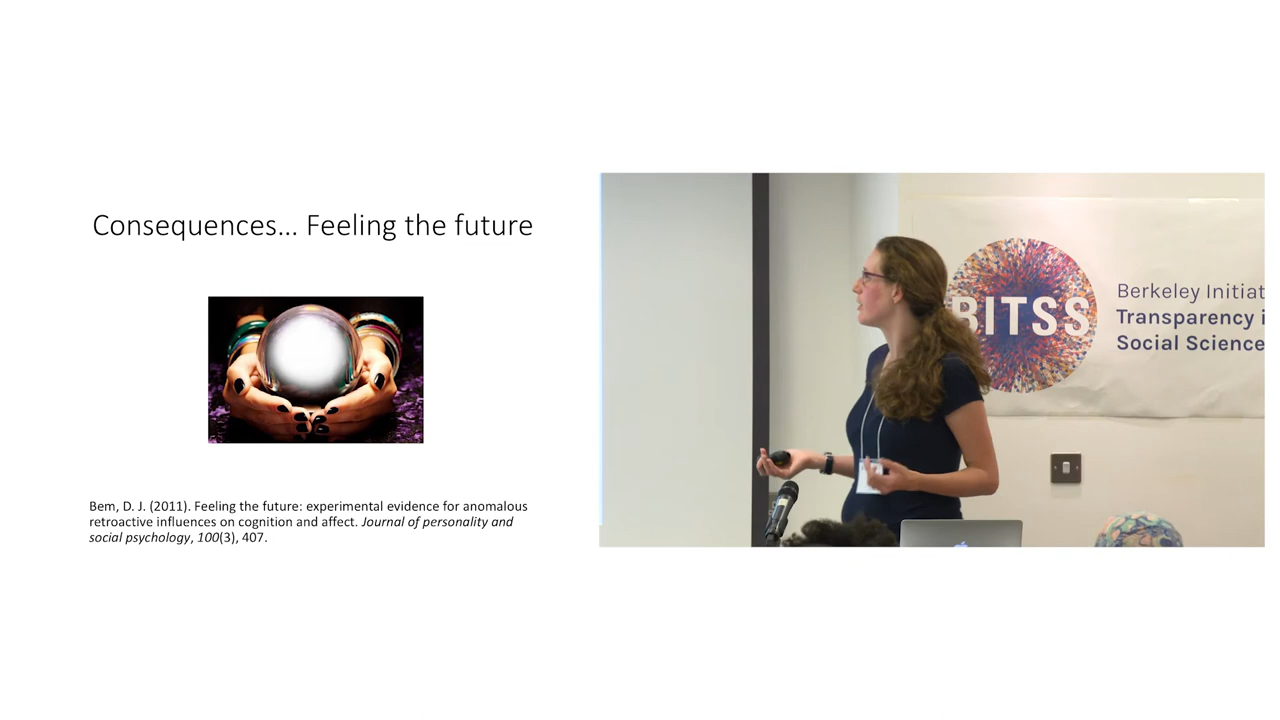 Consequences... Feeling the future
Bem, D. J. (2011). Feeling the future: experimental evidence for anomalous
retroactive influences on cognition and affect. Journal of personality and
social psychology, 100(3), 407.
BITSS
Berkeley Initiat
Transparency i
Social Science